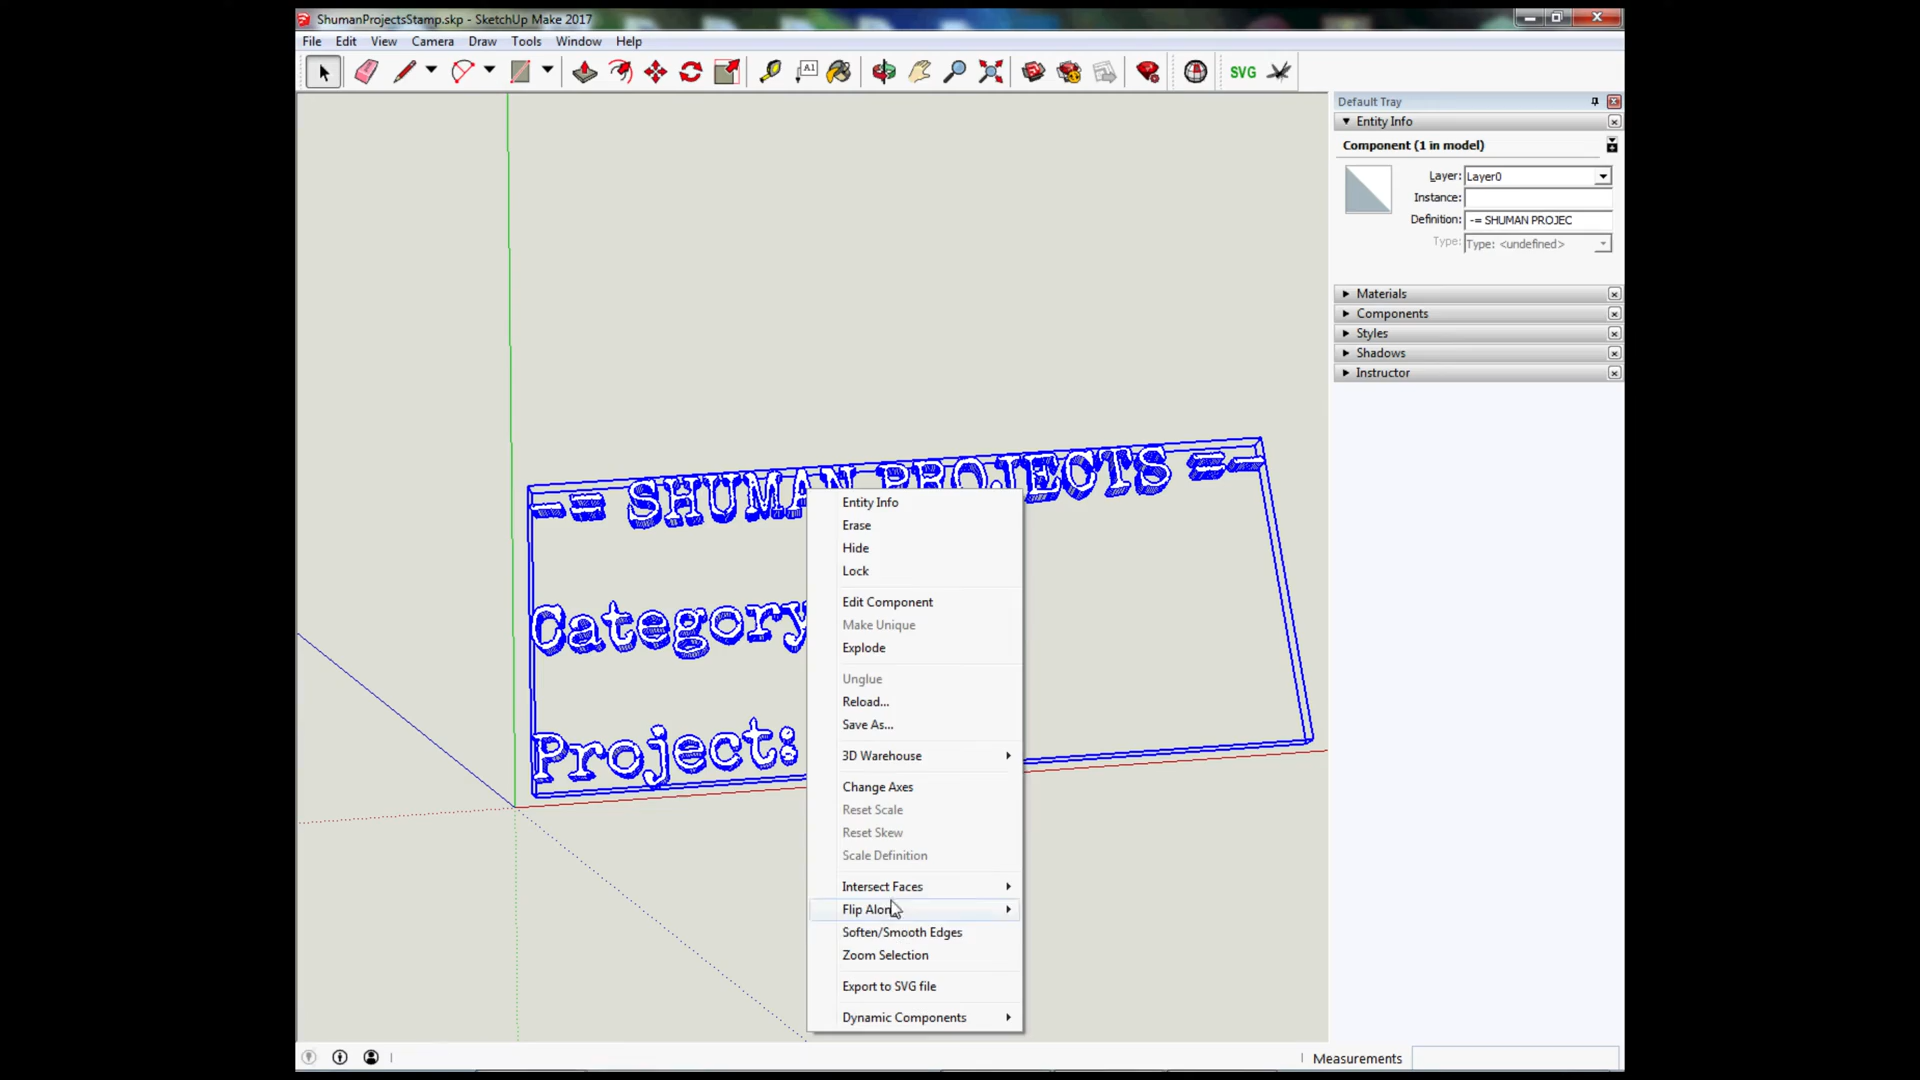 ShumanProjectsStamp.skp - SketchUp Make 2017
File Edit View Camera Draw Tools Window Help
A1
SVG
Default Tray
Entity Info
Component (1 in model)
Layer: Layer0
Instance:
Definition: -= SHUMAN PROJEC
Type: Type: <undefined>
Materials
Components
Styles
Shadows
Instructor
-= SHUMAN PROJECTS =-
Category
Project:
Entity Info
Erase
Hide
Lock
Edit Component
Make Unique
Explode
Unglue
Reload...
Save As...
3D Warehouse
Change Axes
Reset Scale
Reset Skew
Scale Definition
Intersect Faces
Flip Alon
Soften/Smooth Edges
Zoom Selection
Export to SVG file
Dynamic Components
Measurements